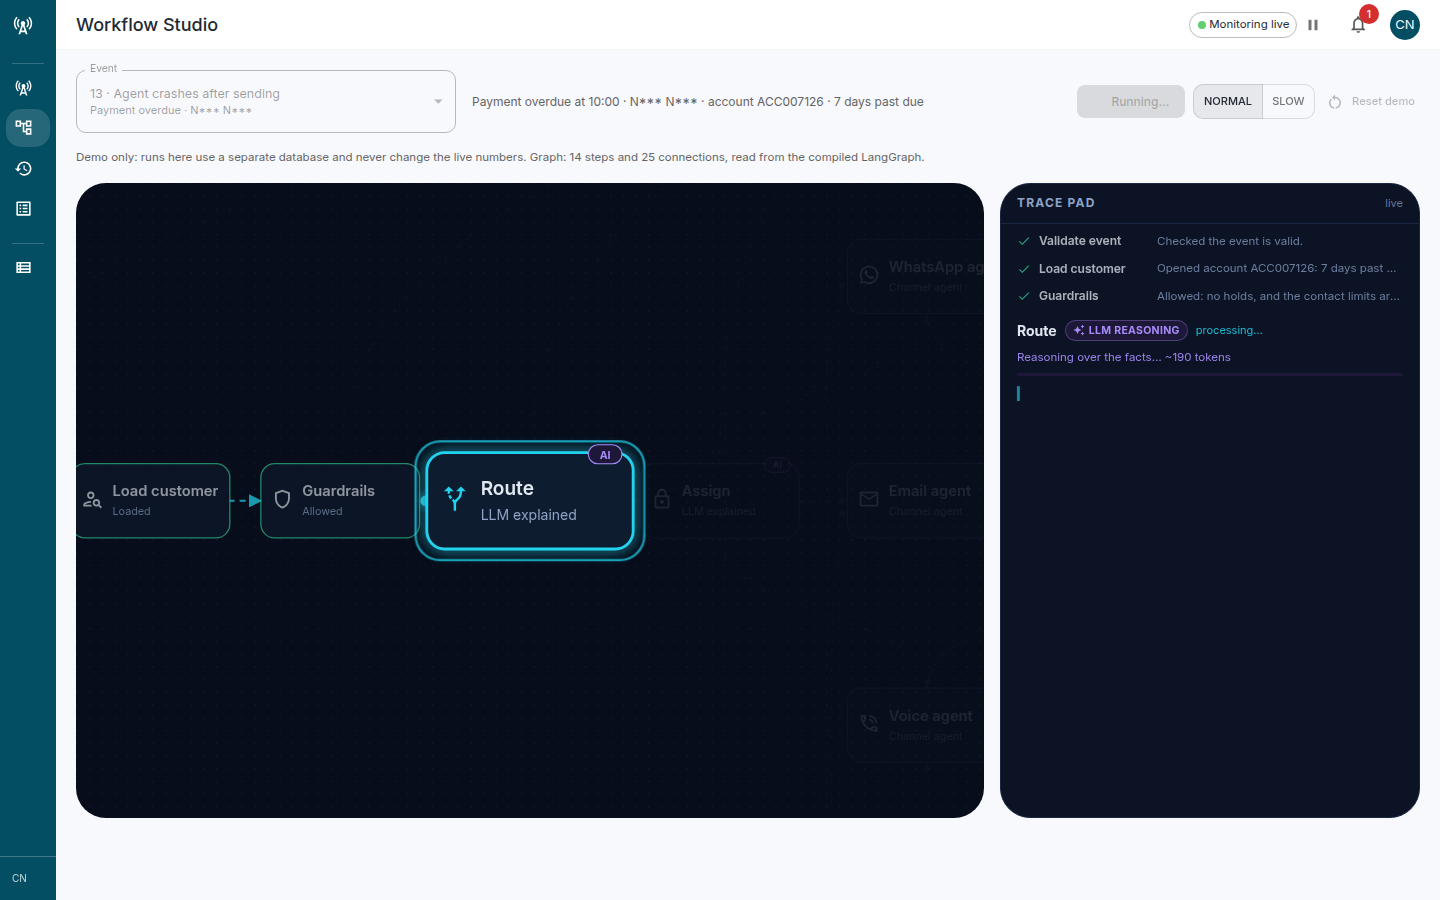 Workflow Studio
Monitoring live
1
CN
Event
13 · Agent crashes after sending
Payment overdue · N*** N***
Payment overdue at 10:00 · N*** N*** · account ACC007126 · 7 days past due
Running...
NORMAL
SLOW
Reset demo
Demo only: runs here use a separate database and never change the live numbers. Graph: 14 steps and 25 connections, read from the compiled LangGraph.
WhatsApp ag
Channel agent
Load customer
Loaded
Guardrails
Allowed
AI
Route
LLM explained
AI
Assign
LLM explained
Email agent
Channel agent
Voice agent
Channel agent
TRACE PAD
live
Validate event
Checked the event is valid.
Load customer
Opened account ACC007126: 7 days past ...
Guardrails
Allowed: no holds, and the contact limits ar...
Route
LLM REASONING
processing...
Reasoning over the facts... ~190 tokens
CN